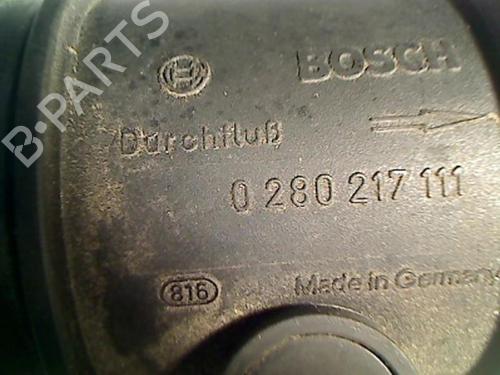 BOSCH
Durchfluß
0 280 217 111
816 Made in Germany
B-PARTS